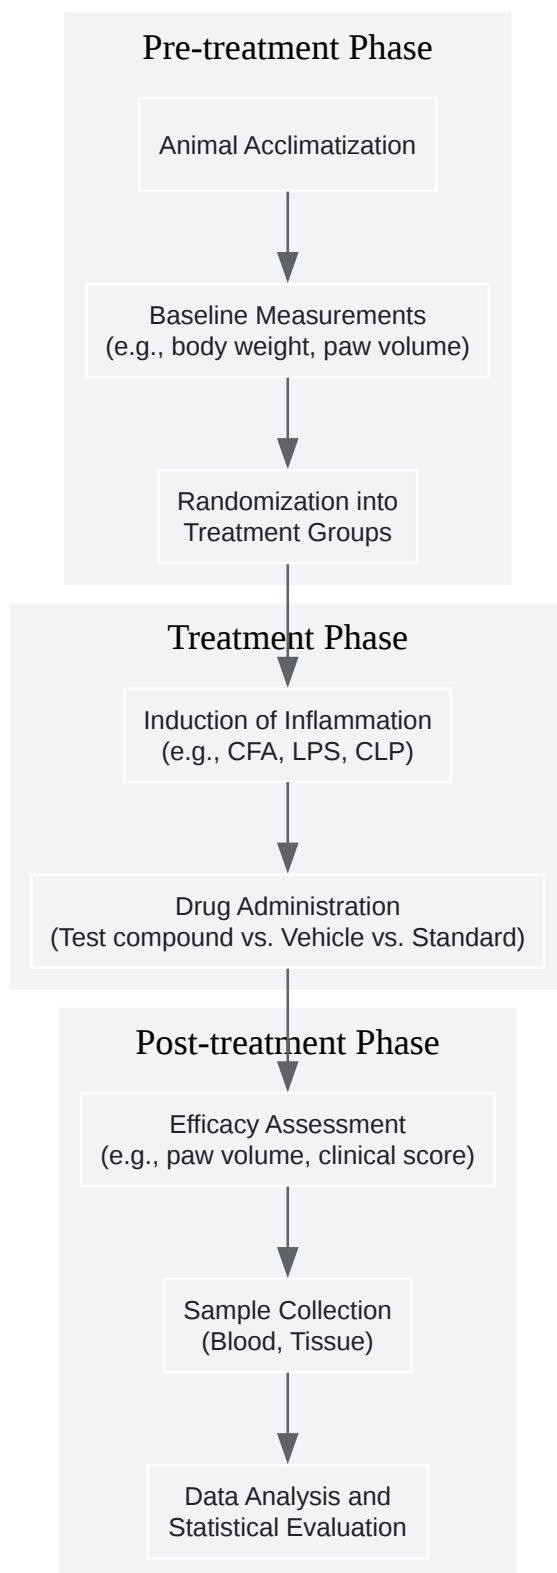 Pre-treatment Phase
Animal Acclimatization
Baseline Measurements
(e.g., body weight, paw volume)
Randomization into
Treatment Groups
Treatment Phase
Induction of Inflammation
(e.g., CFA, LPS, CLP)
Drug Administration
(Test compound vs. Vehicle vs. Standard)
Post-treatment Phase
Efficacy Assessment
(e.g., paw volume, clinical score)
Sample Collection
(Blood, Tissue)
Data Analysis and
Statistical Evaluation